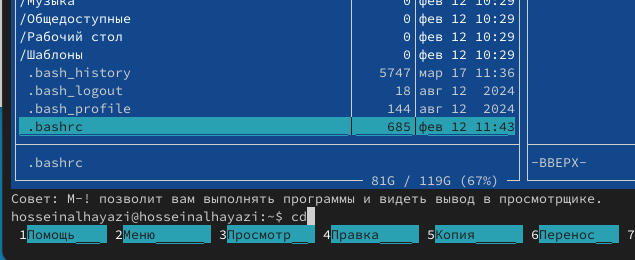 /Музыка 0 фев 12 10:29
/Общедоступные 0 фев 12 10:29
/Рабочий стол 0 фев 12 10:29
/Шаблоны 0 фев 12 10:29
.bash_history 5747 мар 17 11:36
.bash_logout 18 авг 12 2024
.bash_profile 144 авг 12 2024
.bashrc 685 фев 12 11:43
.bashrc
-ВВЕРХ-
81G / 119G (67%)
Совет: M-! позволит вам выполнять программы и видеть вывод в просмотрщике.
hosseinalhayazi@hosseinalhayazi:~$ cd
1Помощь 2Меню 3Просмотр 4Правка 5Копия 6Перенос 7